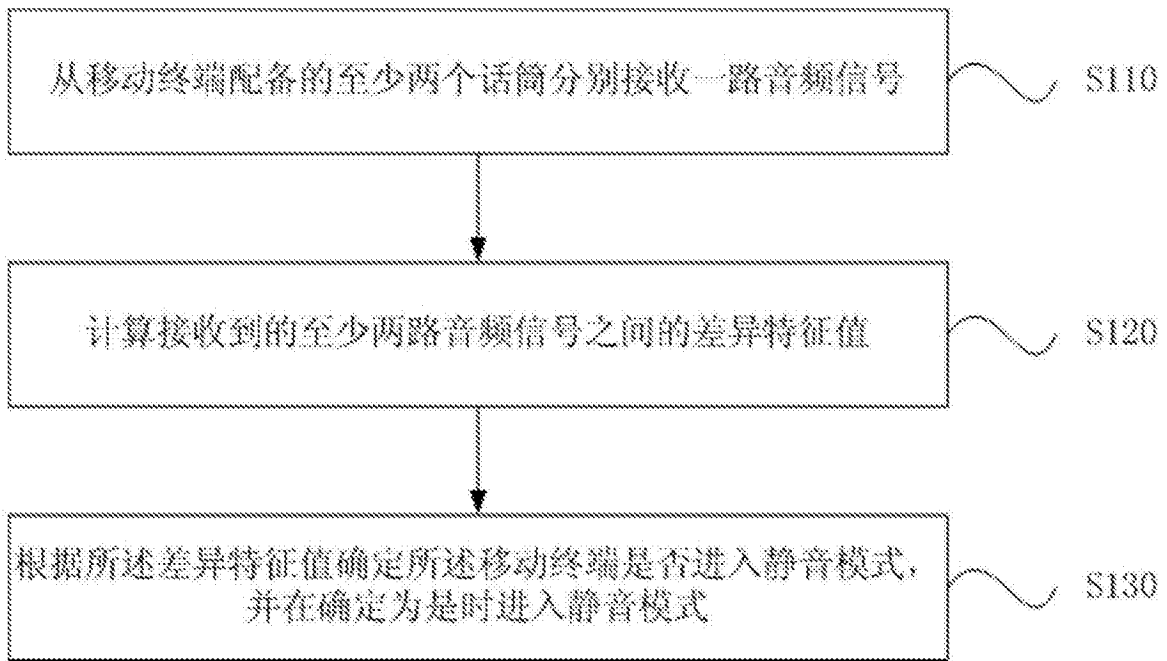 从移动终端配备的至少两个话筒分别接收一路音频信号
S110
计算接收到的至少两路音频信号之间的差异特征值
S120
根据所述差异特征值确定所述移动终端是否进入静音模式，
并在确定为是时进入静音模式
S130